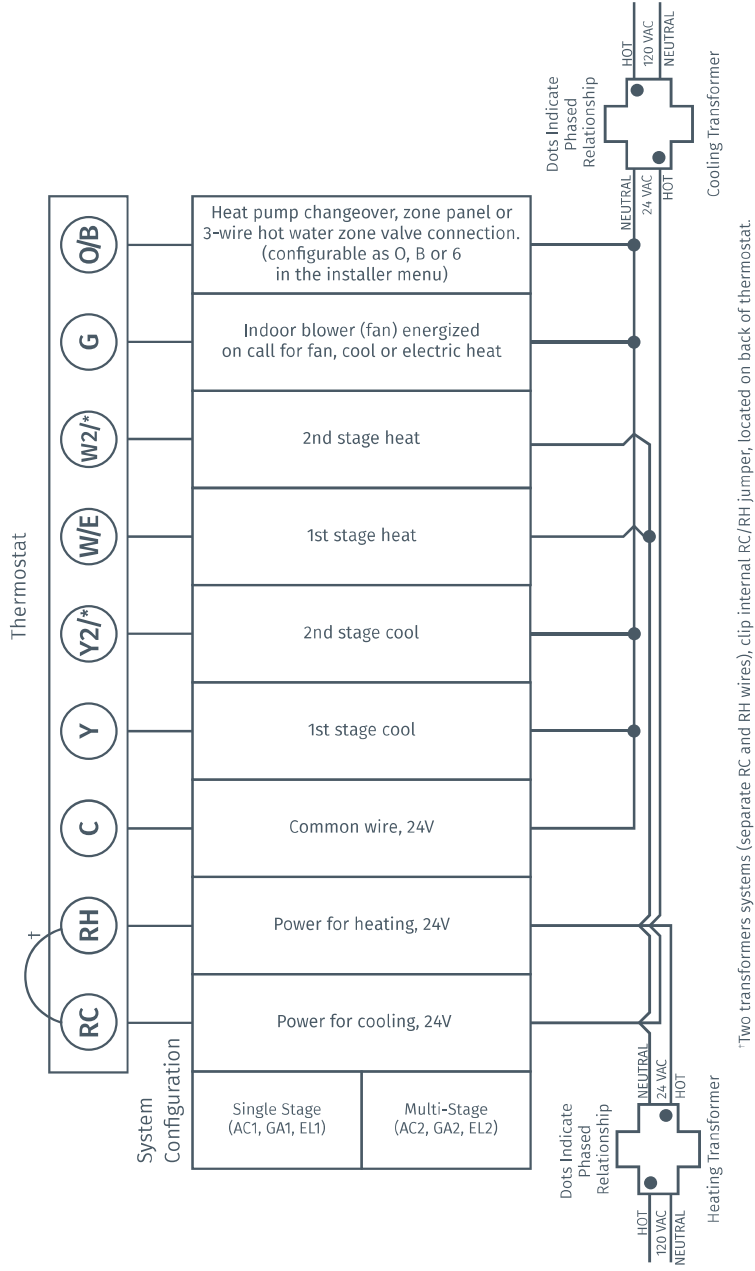 Thermostat
†
RC
RH
C
Y
Y2/*
W/E
W2/*
G
O/B
System
Configuration
Single Stage
(AC1, GA1, EL1)
Multi-Stage
(AC2, GA2, EL2)
Power for cooling, 24V
Power for heating, 24V
Common wire, 24V
1st stage cool
2nd stage cool
1st stage heat
2nd stage heat
Indoor blower (fan) energized
on call for fan, cool or electric heat
Heat pump changeover, zone panel or
3-wire hot water zone valve connection.
(configurable as O, B or 6
in the installer menu)
Dots Indicate
Phased
Relationship
HOT
120 VAC
NEUTRAL
NEUTRAL
24 VAC
HOT
Heating Transformer
Dots Indicate
Phased
Relationship
NEUTRAL
24 VAC
HOT
HOT
120 VAC
NEUTRAL
Cooling Transformer
†Two transformers systems (separate RC and RH wires), clip internal RC/RH jumper, located on back of thermostat.